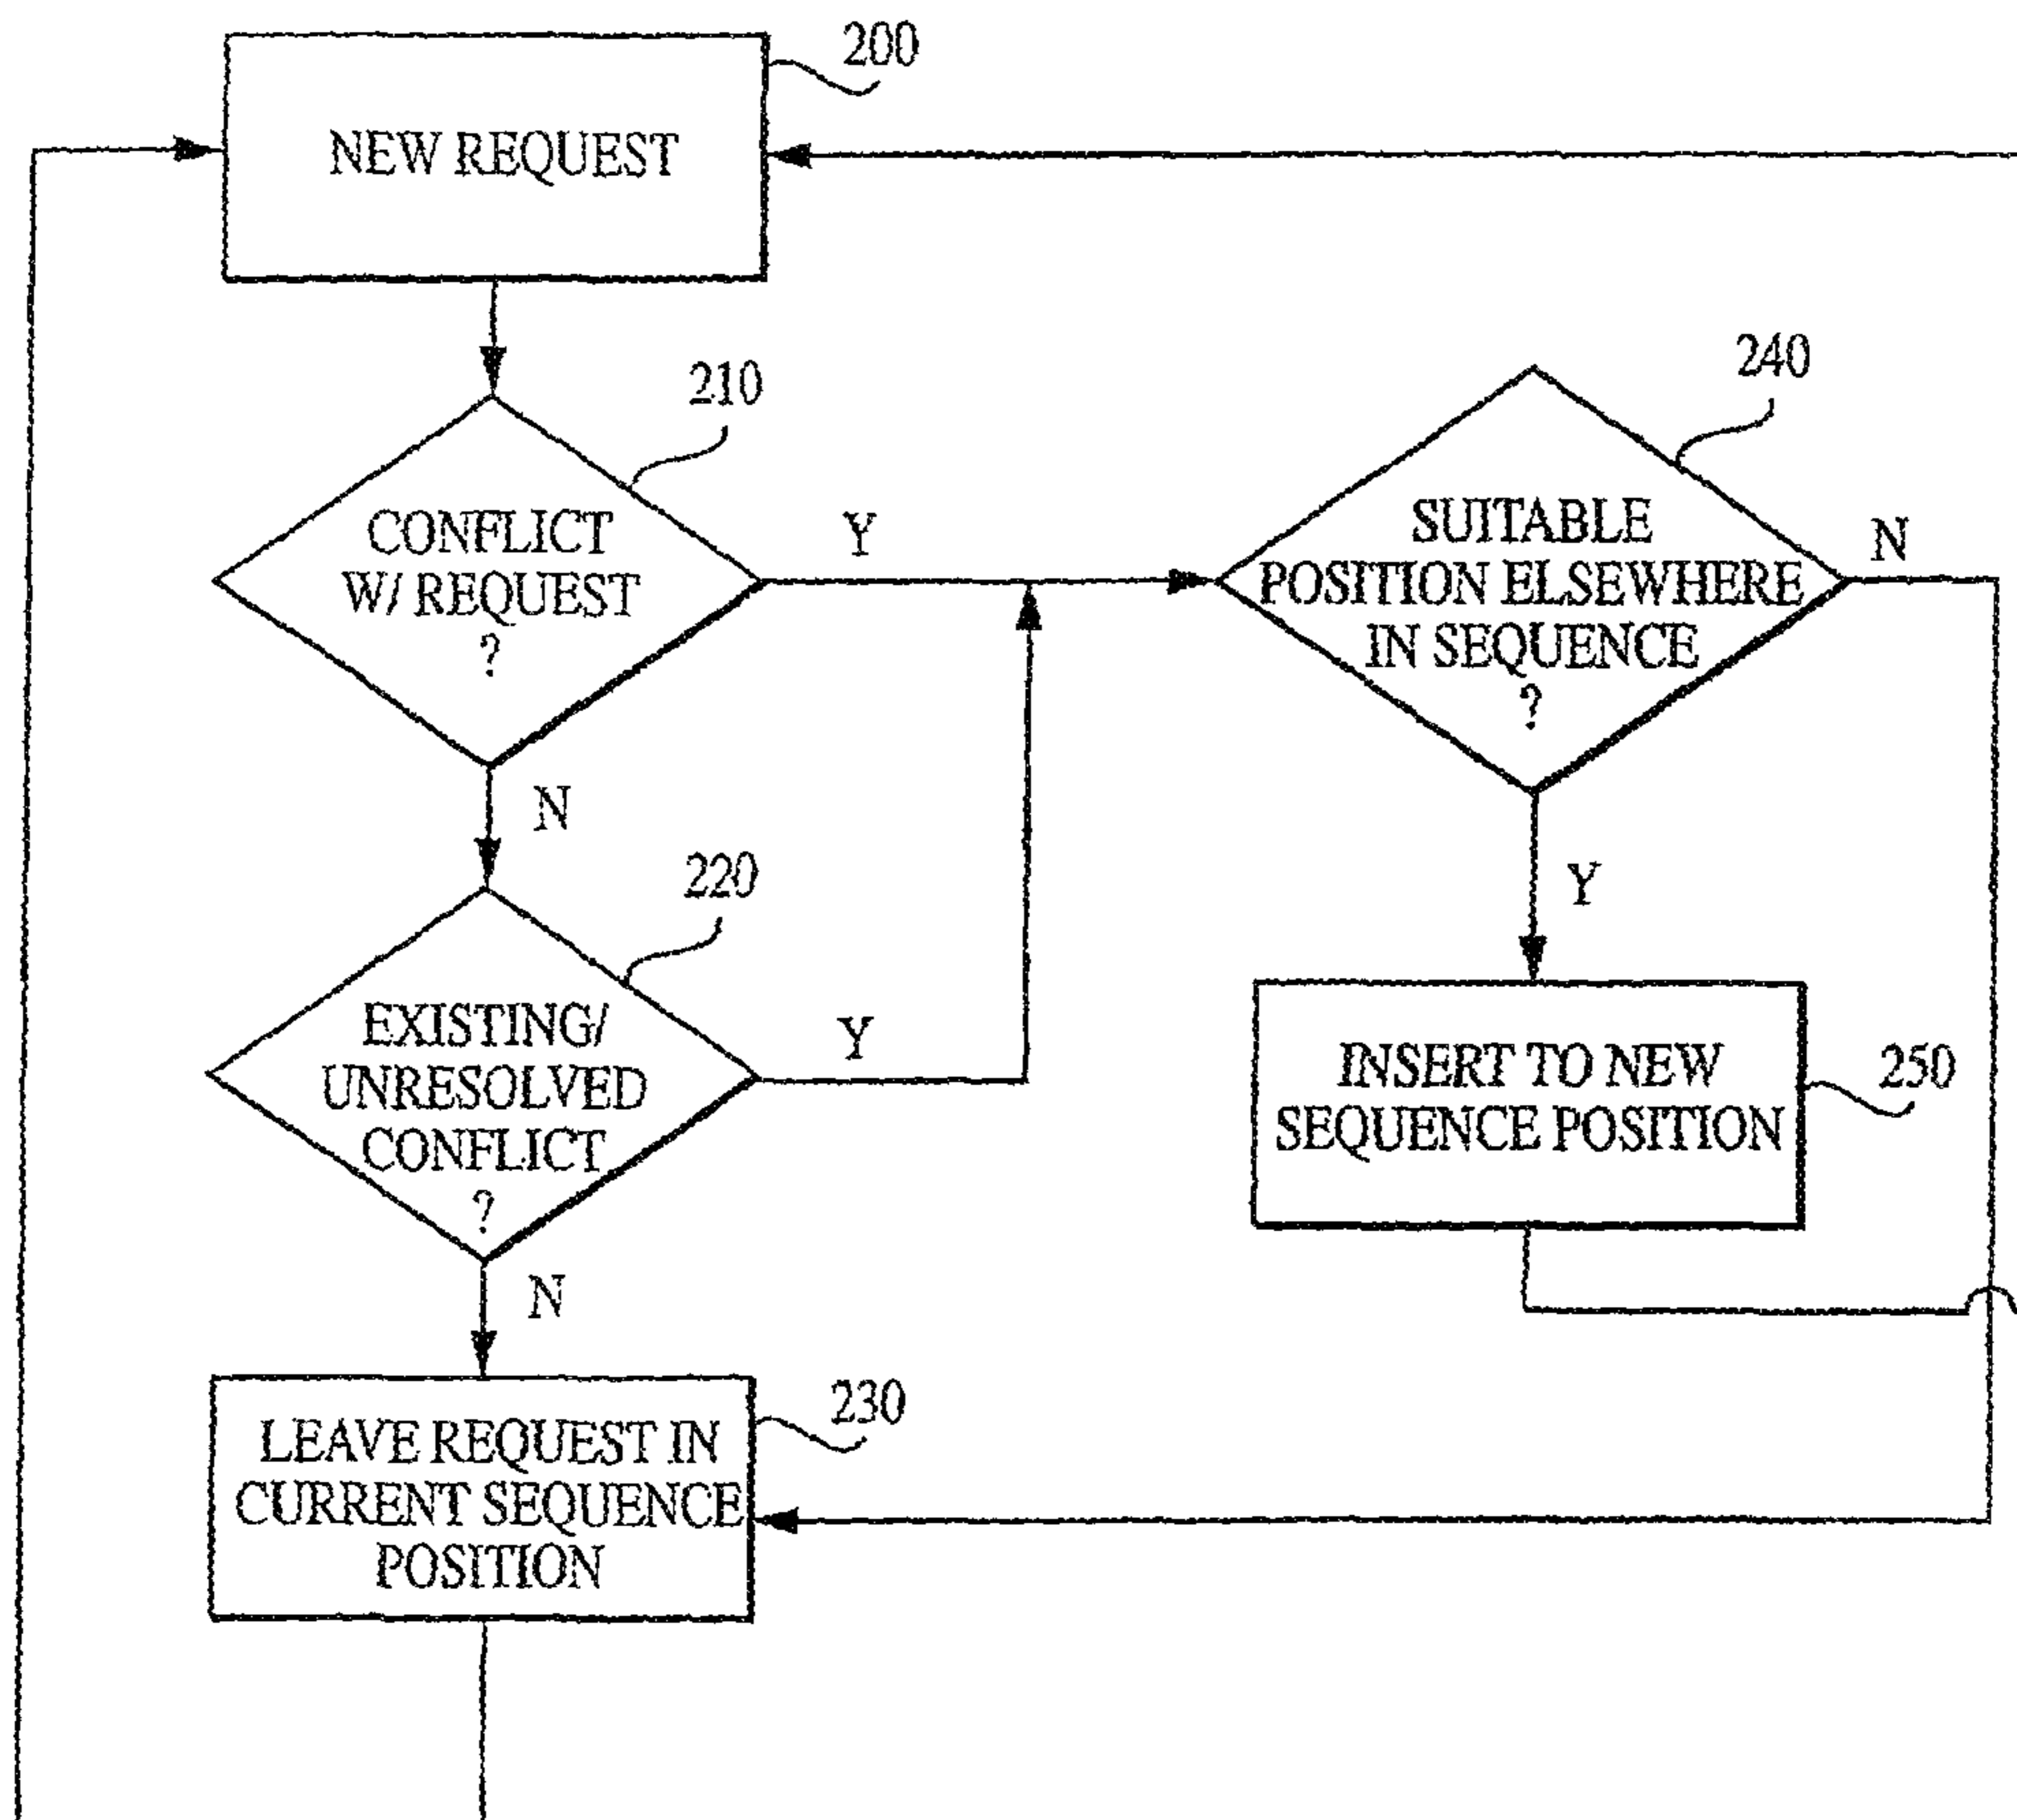 200
NEW REQUEST
210
CONFLICT
W/ REQUEST
?
Y
N
240
SUITABLE
POSITION ELSEWHERE
IN SEQUENCE
?
N
Y
220
EXISTING/
UNRESOLVED
CONFLICT
?
Y
N
INSERT TO NEW
SEQUENCE POSITION
250
230
LEAVE REQUEST IN
CURRENT SEQUENCE
POSITION